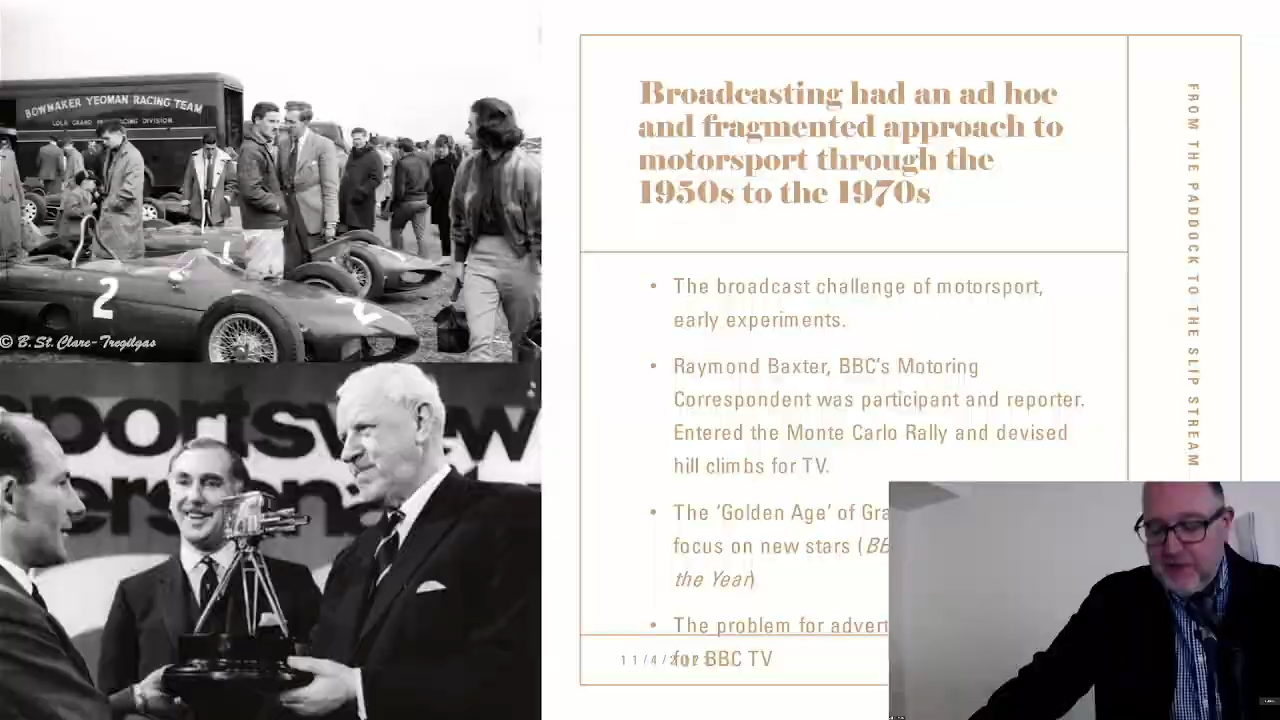 BOWMAKER YEOMAN RACING TEAM
© B.St.Clare-Tregilgas
2
2
portsview
Broadcasting had an ad hoc
and fragmented approach to
motorsport through the
1950s to the 1970s
• The broadcast challenge of motorsport,
early experiments.
• Raymond Baxter, BBC’s Motoring
Correspondent was participant and reporter.
Entered the Monte Carlo Rally and devised
hill climbs for TV.
• The ‘Golden Age’ of Gra
focus on new stars (BB
the Year)
• The problem for advert
for BBC TV
FROM THE PADDOCK TO THE SLIP STREAM